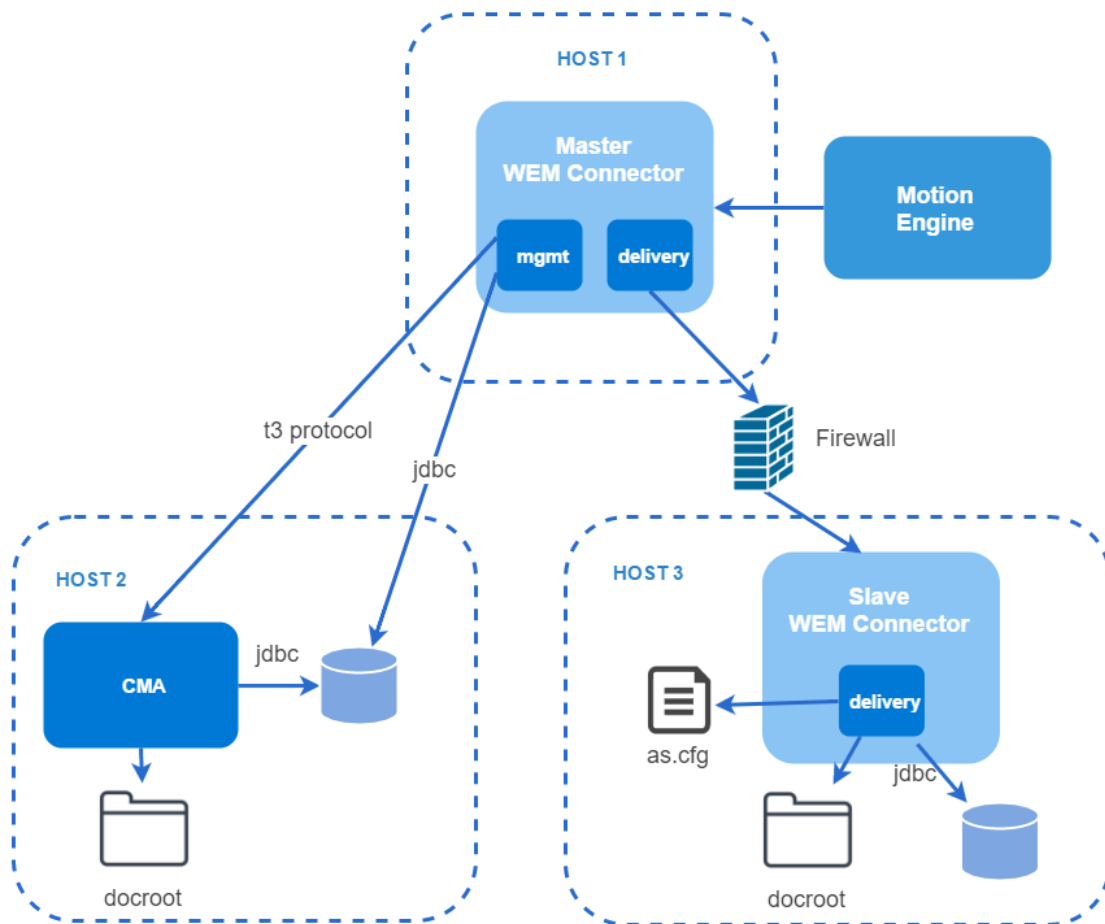 HOST 1
Master
WEM Connector
mgmt
delivery
Motion
Engine
t3 protocol
jdbc
Firewall
HOST 2
CMA
jdbc
docroot
HOST 3
Slave
WEM Connector
delivery
as.cfg
jdbc
docroot